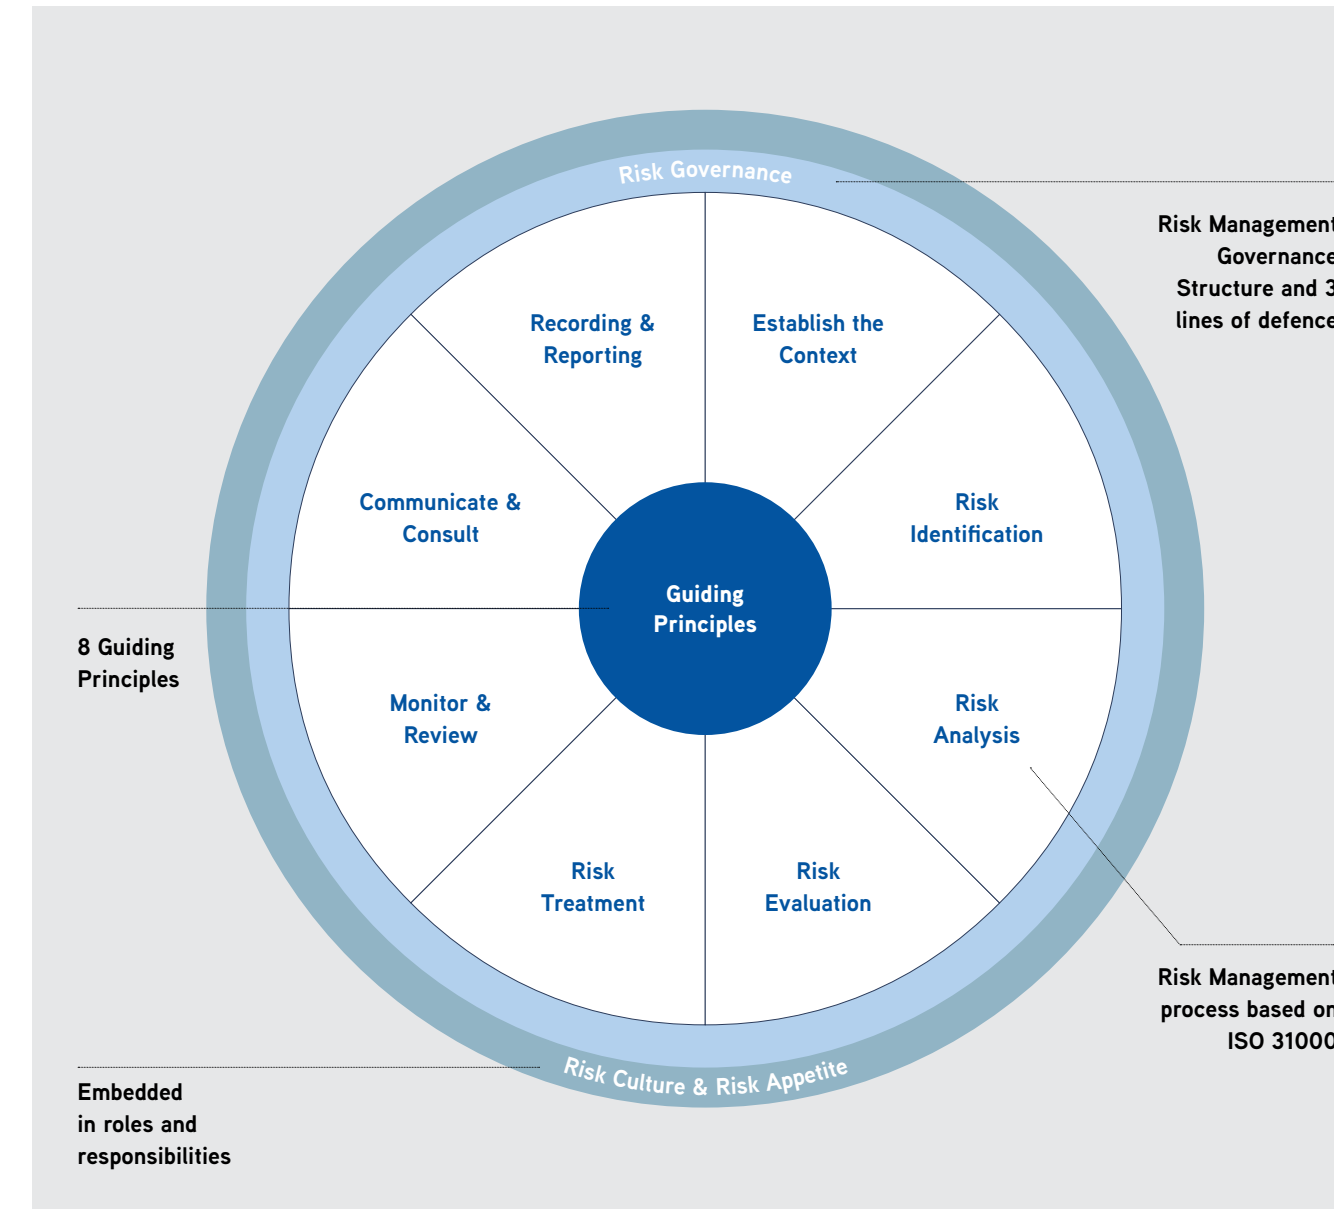 Risk Governance
Risk Management
Governance
Structure and 3
lines of defence
Recording &
Reporting
Establish the
Context
Communicate &
Consult
Risk
Identification
Guiding
Principles
8 Guiding
Principles
Monitor &
Review
Risk
Analysis
Risk
Treatment
Risk
Evaluation
Risk Management
process based on
ISO 31000
Risk Culture & Risk Appetite
Embedded
in roles and
responsibilities